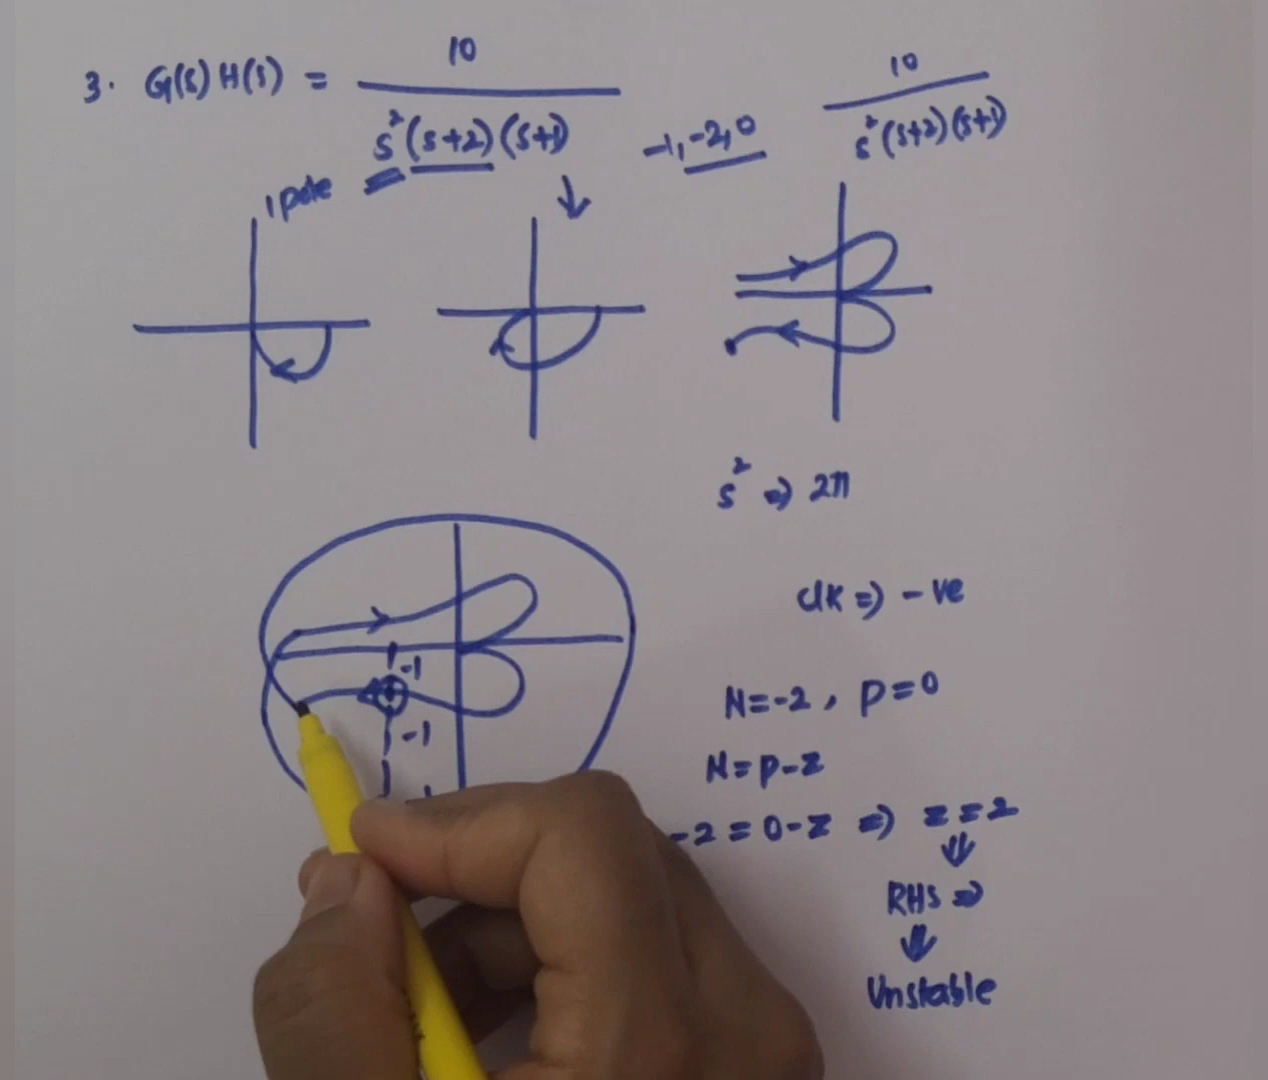 3. G(s) H(s) = 10 / s²(s+2)(s+1)
-1, -2, 0
10 / s²(s+2)(s+1)
1 pole
s² => 2π
clk => -ve
-1
-1
N=-2, P=0
N=P-Z
-2=0-Z => Z=2
RHS =>
Unstable